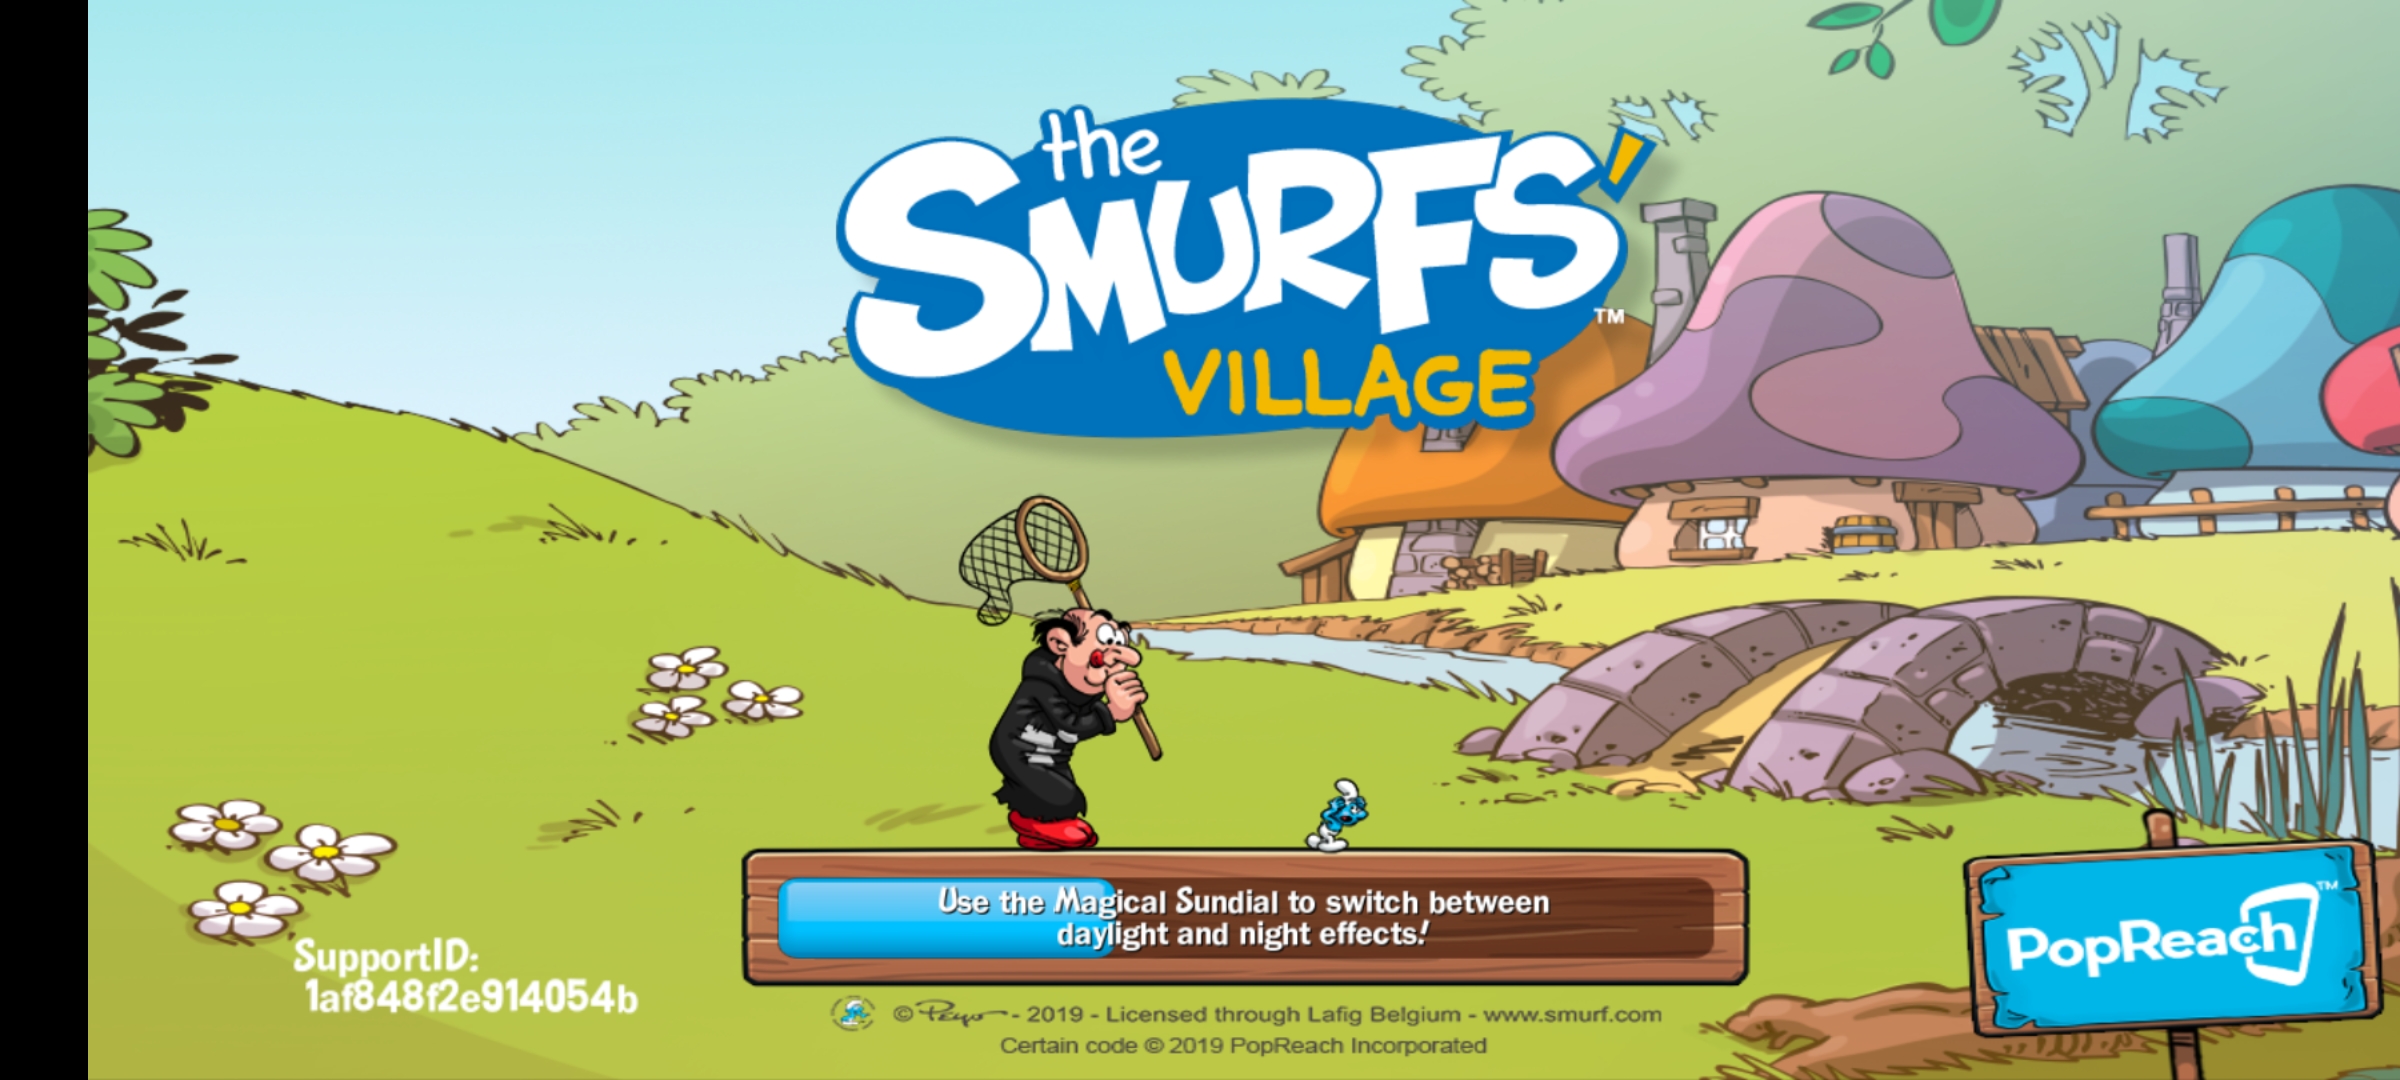 the
SMURFS'
TM
VILLAGE
Use the Magical Sundial to switch between
daylight and night effects!
SupportID:
1af848f2e914054b
PopReach TM
© Peyo - 2019 - Licensed through Lafig Belgium - www.smurf.com
Certain code © 2019 PopReach Incorporated